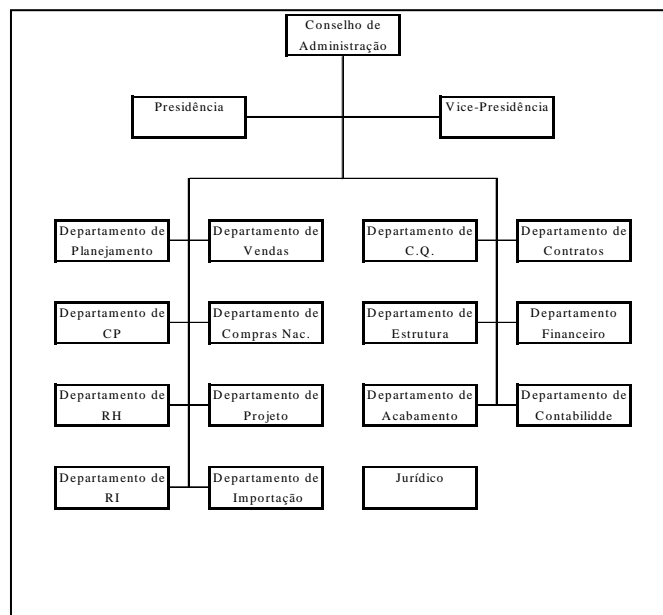 Conselho de
Administração
Presidência
Vice-Presidência
Departamento de
Planejamento
Departamento de
Vendas
Departamento de
C.Q.
Departamento de
Contratos
Departamento de
CP
Departamento de
Compras Nac.
Departamento de
Estrutura
Departamento
Financeiro
Departamento de
RH
Departamento de
Projeto
Departamento de
Acabamento
Departamento de
Contabilidde
Departamento de
RI
Departamento de
Importação
Jurídico